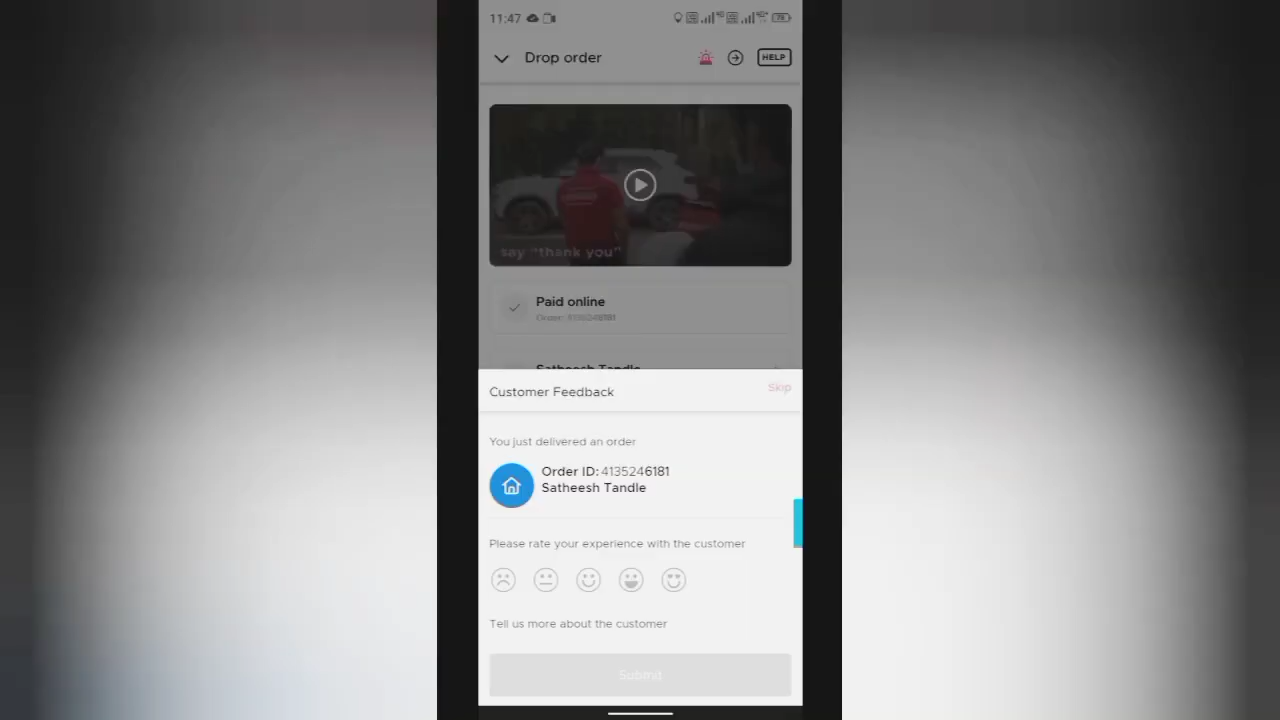 11:47
Drop order
HELP
say "thank you"
Paid online
Order: 4135246181
Satheesh Tandle
Customer Feedback
Skip
You just delivered an order
Order ID: 4135246181
Satheesh Tandle
Please rate your experience with the customer
Tell us more about the customer
Submit